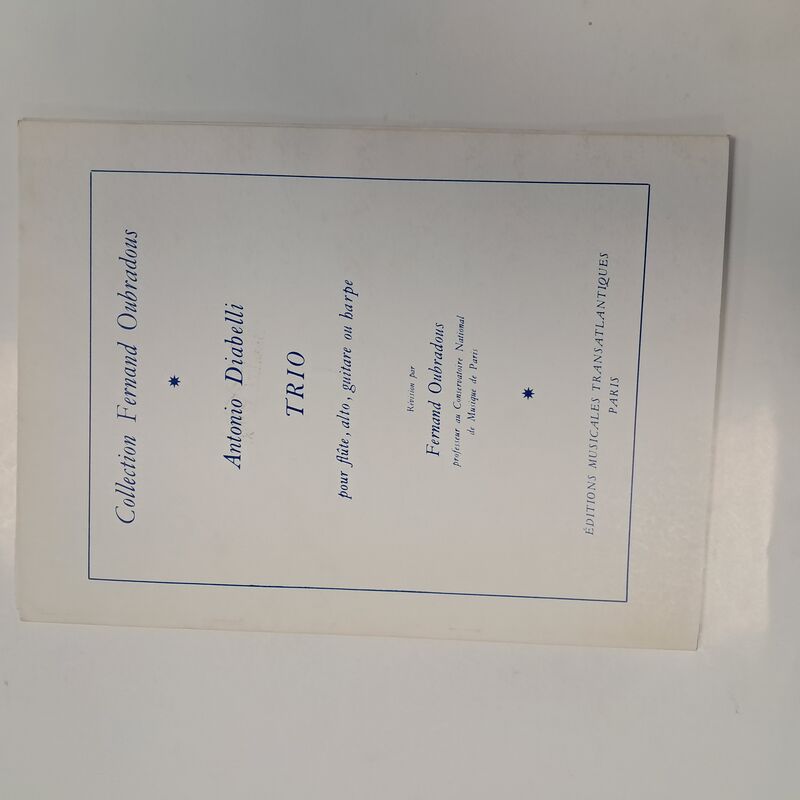 Collection Fernand Oubradous
Antonio Diabelli
TRIO
pour flûte, alto, guitare ou harpe
Révision par
Fernand Oubradous
professeur au Conservatoire National
de Musique de Paris
ÉDITIONS MUSICALES TRANSATLANTIQUES
PARIS